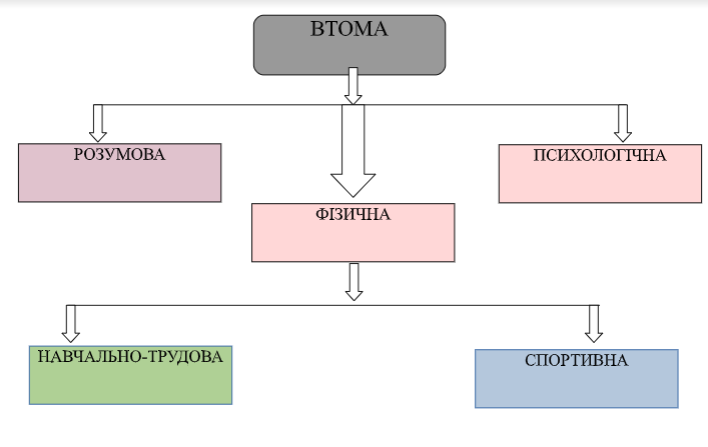 ВТОМА
РОЗУМОВА
ПСИХОЛОГІЧНА
ФІЗИЧНА
НАВЧАЛЬНО-ТРУДОВА
СПОРТИВНА